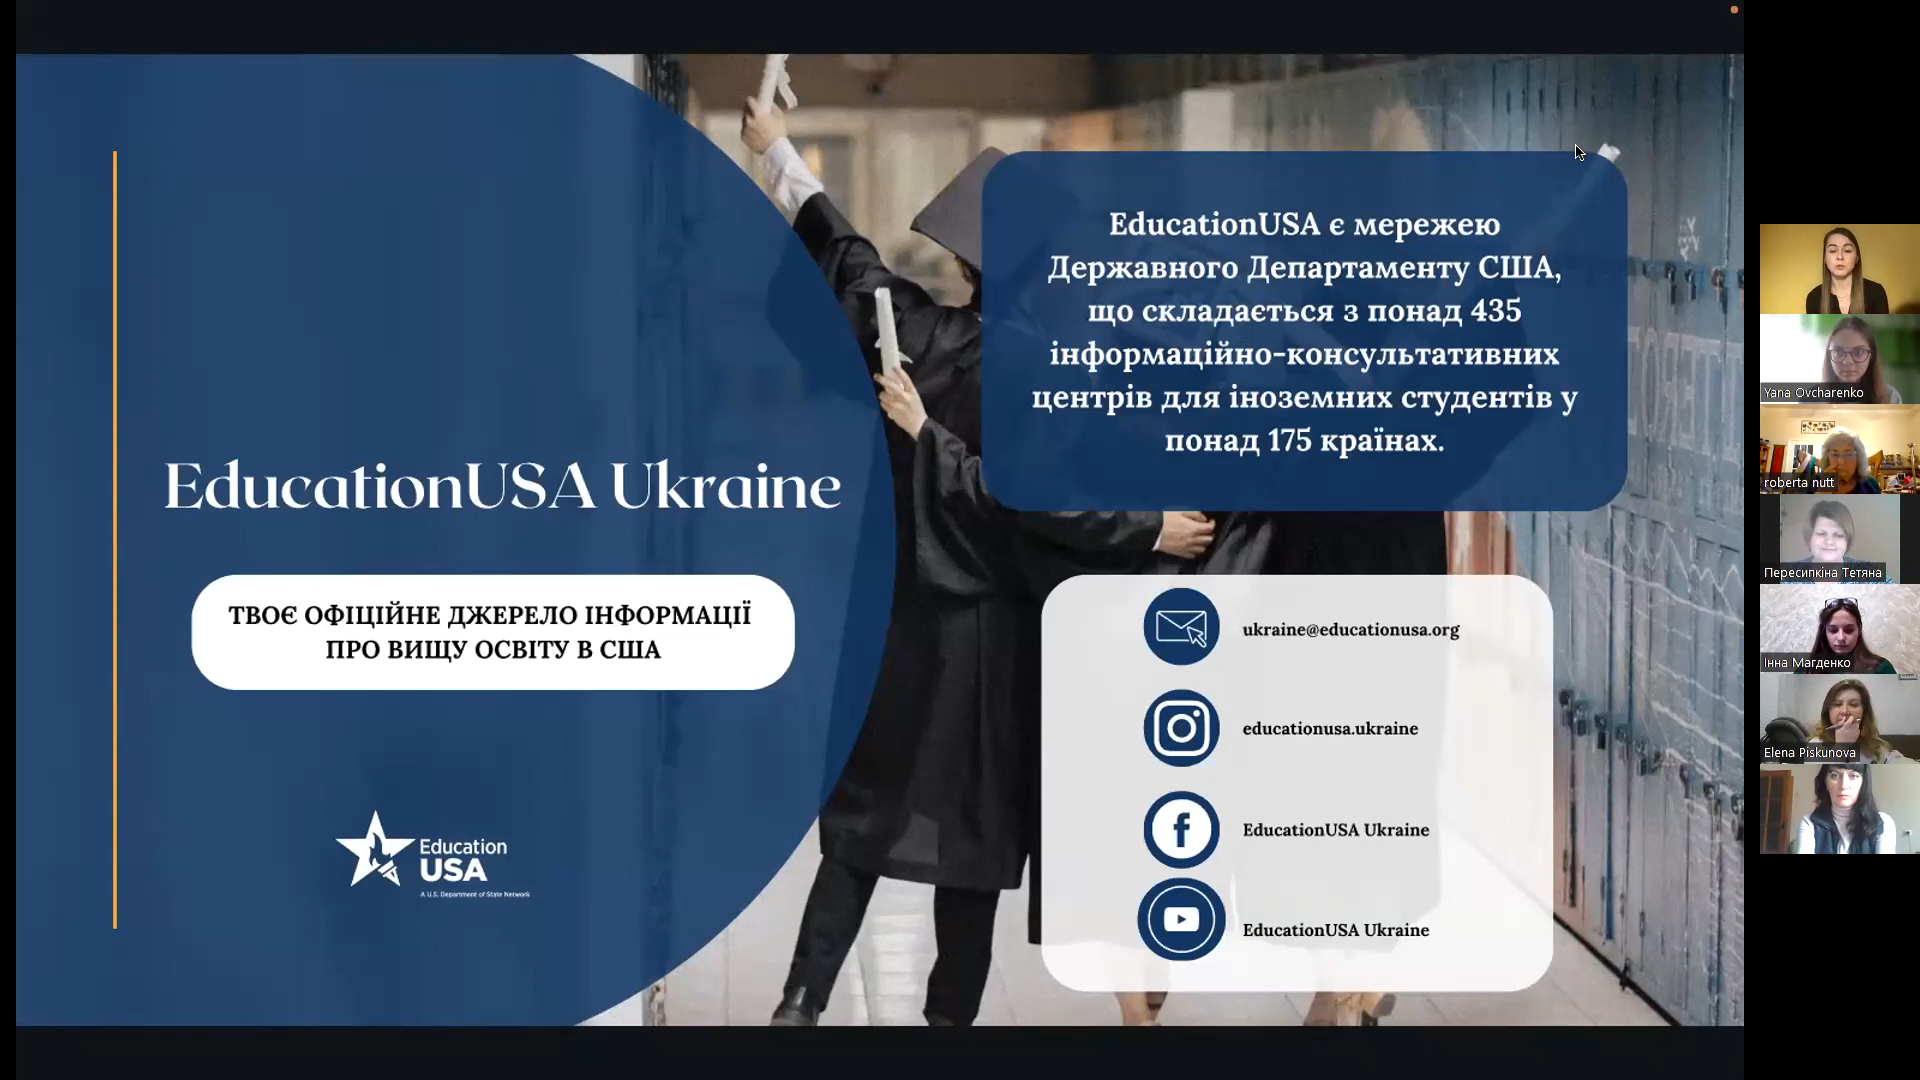 EducationUSA Ukraine
ТВОЄ ОФІЦІЙНЕ ДЖЕРЕЛО ІНФОРМАЦІЇ
ПРО ВИЩУ ОСВІТУ В США
Education
USA
A U.S. Department of State Network
EducationUSA є мережею
Державного Департаменту США,
що складається з понад 435
інформаційно-консультативних
центрів для іноземних студентів у
понад 175 країнах.
ukraine@educationusa.org
educationusa.ukraine
EducationUSA Ukraine
EducationUSA Ukraine
Yana Ovcharenko
roberta nutt
Пересипкіна Тетяна
Інна Магденко
Elena Piskunova